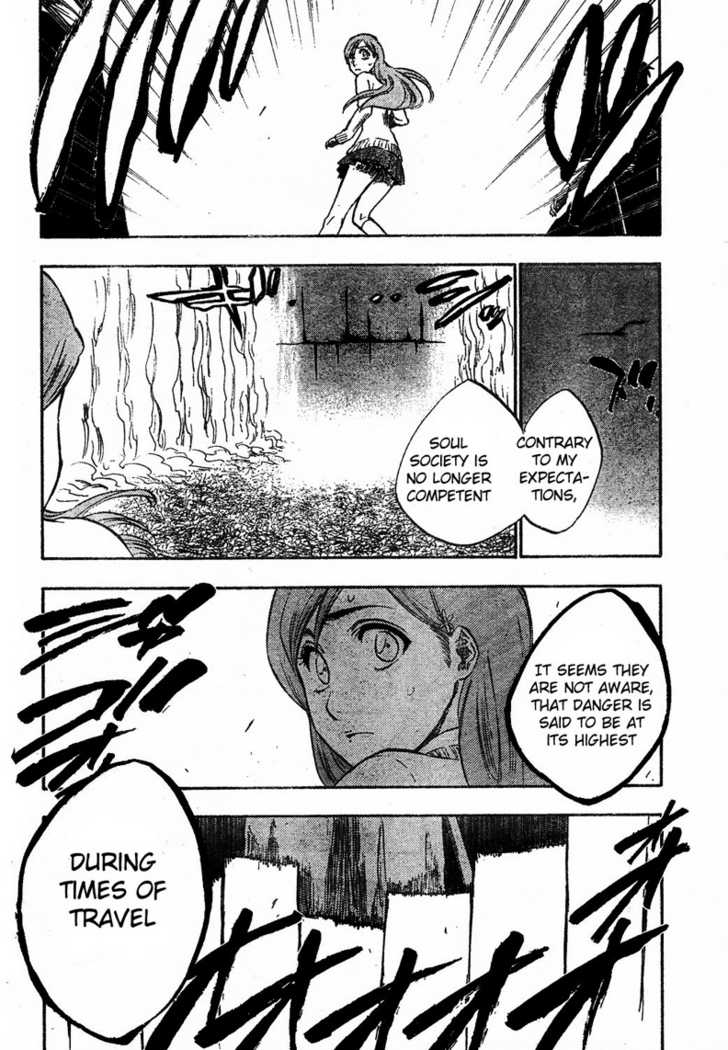 CONTRARY
TO MY
EXPECTA-
TIONS,
SOUL
SOCIETY IS
NO LONGER
COMPETENT
IT SEEMS THEY
ARE NOT AWARE,
THAT DANGER IS
SAID TO BE AT
ITS HIGHEST
DURING
TIMES OF
TRAVEL